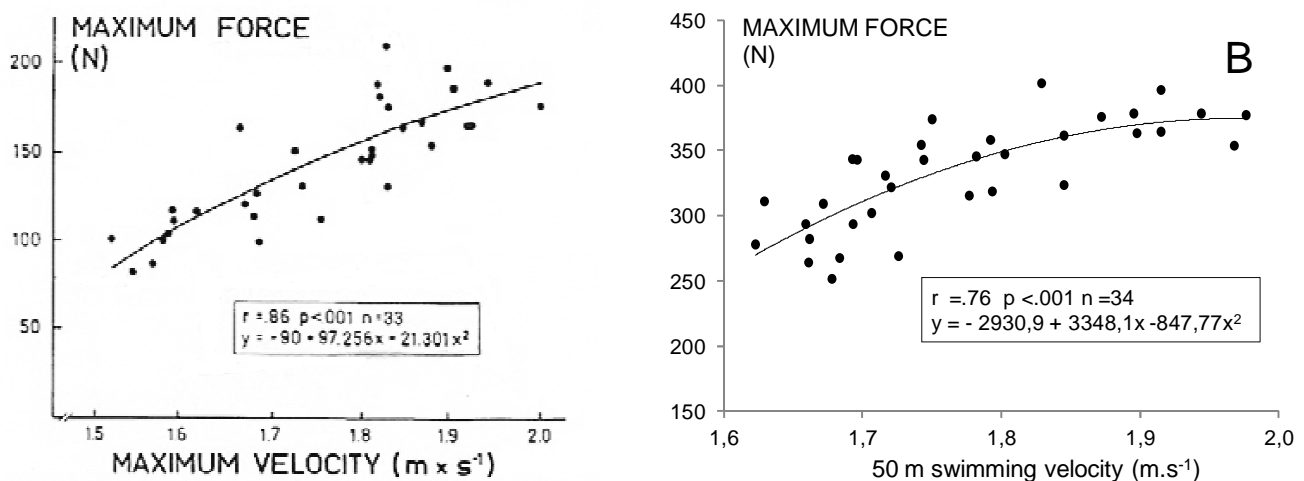 MAXIMUM FORCE
(N)
200
150
100
50
r =.86 p<001 n=33
y = -90 - 97.256x - 21.301x²
1.5 1.6 1.7 1.8 1.9 2.0
MAXIMUM VELOCITY (m x s⁻¹)
MAXIMUM FORCE
(N)
B
450
400
350
300
250
200
150
r =.76 p <.001 n =34
y = - 2930,9 + 3348,1x -847,77x²
1,6 1,7 1,8 1,9 2,0
50 m swimming velocity (m.s⁻¹)